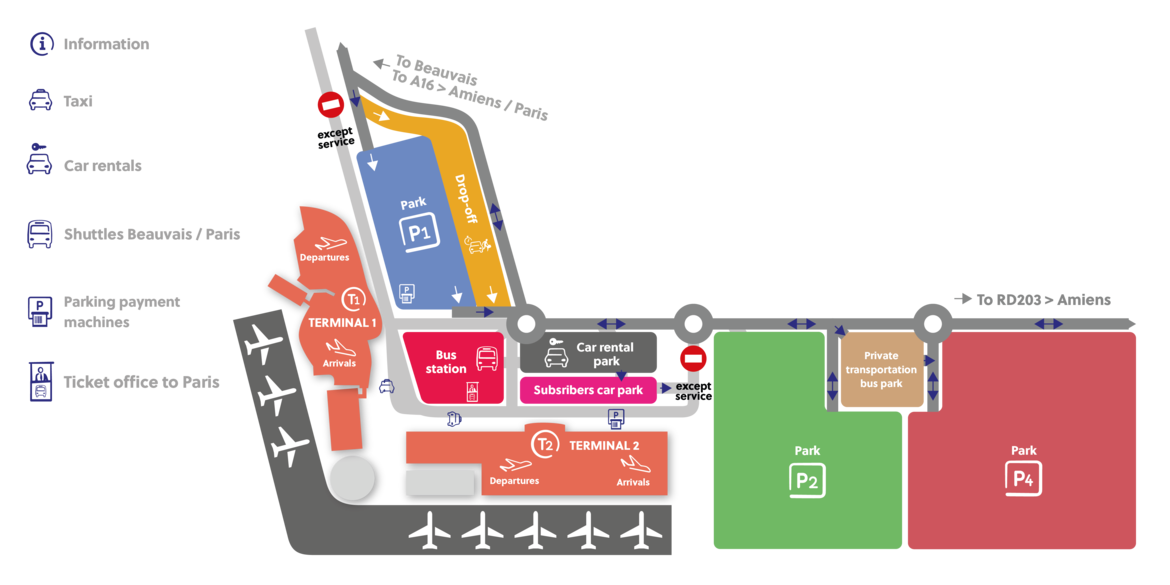 Information
Taxi
Car rentals
Shuttles Beauvais / Paris
P
Parking payment
machines
Ticket office to Paris
To Beauvais
To A16 > Amiens / Paris
except
service
Park
P1
Drop-off
P
Departures
T1
TERMINAL 1
Arrivals
To RD203 > Amiens
Bus
station
Car rental
park
Subsribers car park
except
service
Private
transportation
bus park
P
T2
TERMINAL 2
Departures
Arrivals
Park
P2
Park
P4